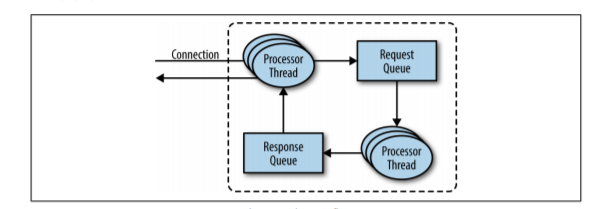 Connection
Processor
Thread
Request
Queue
Response
Queue
Processor
Thread